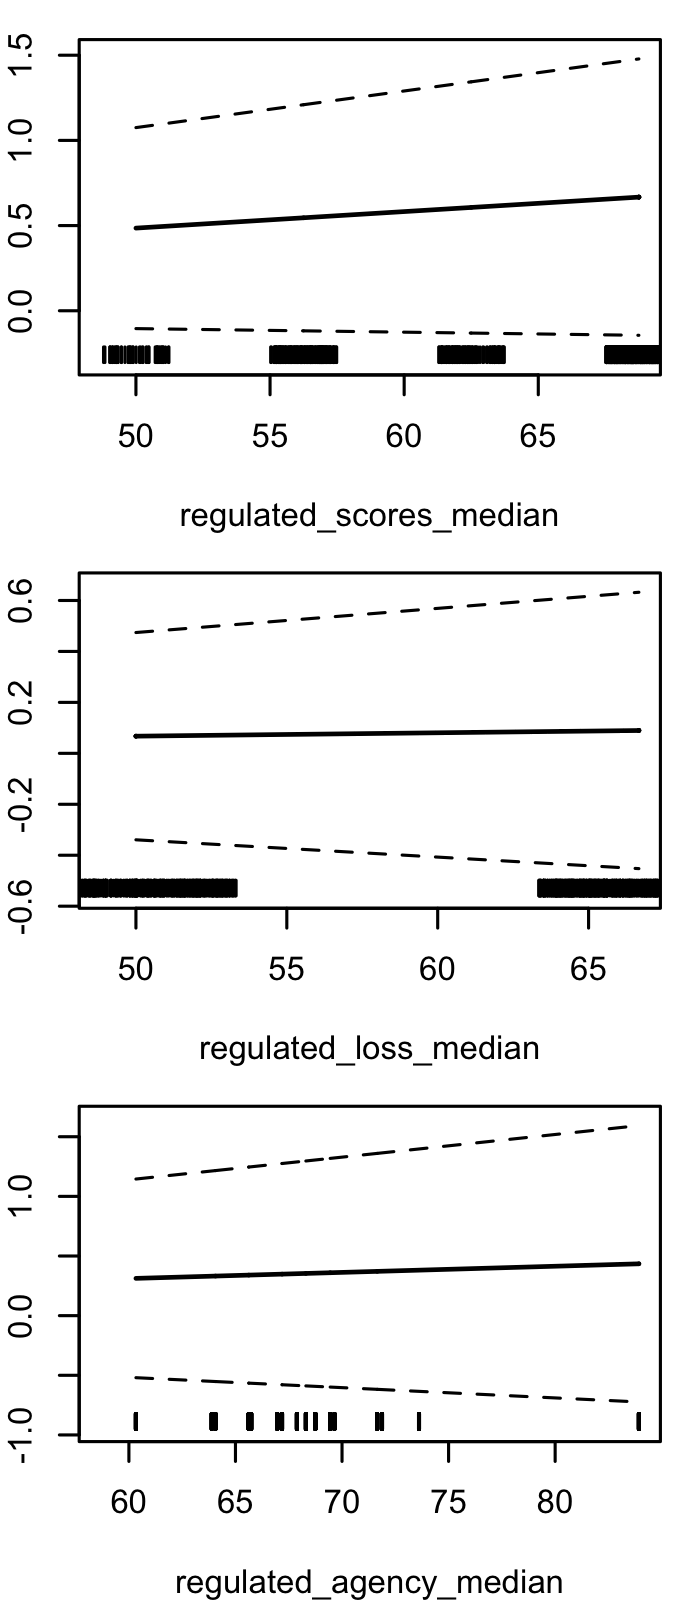 1.5
1.0
0.5
0.0
50 55 60 65
regulated_scores_median
0.6
0.2
-0.2
-0.6
50 55 60 65
regulated_loss_median
1.0
0.0
-1.0
60 65 70 75 80
regulated_agency_median